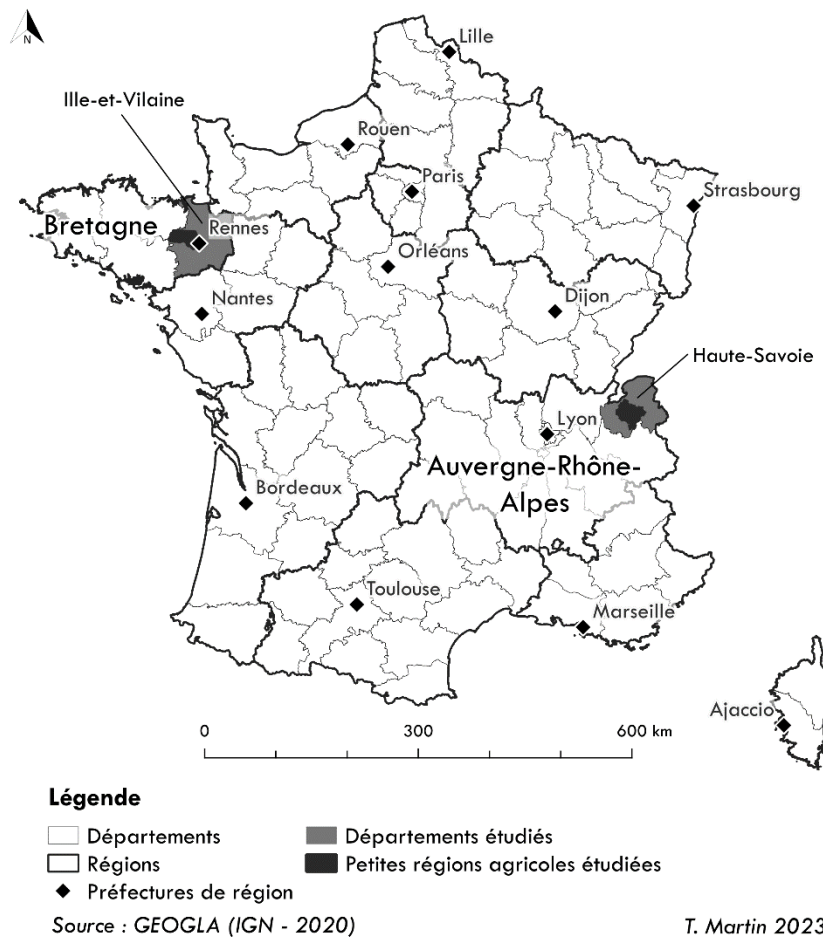 N
Lille
Ille-et-Vilaine
Rouen
Paris
Strasbourg
Bretagne
Rennes
Orléans
Nantes
Dijon
Haute-Savoie
Lyon
Auvergne-Rhône-
Alpes
Bordeaux
Toulouse
Marseille
Ajaccio
0 300 600 km
Légende
Départements
Départements étudiés
Régions
Petites régions agricoles étudiées
Préfectures de région
Source : GEOGLA (IGN - 2020)
T. Martin 2023